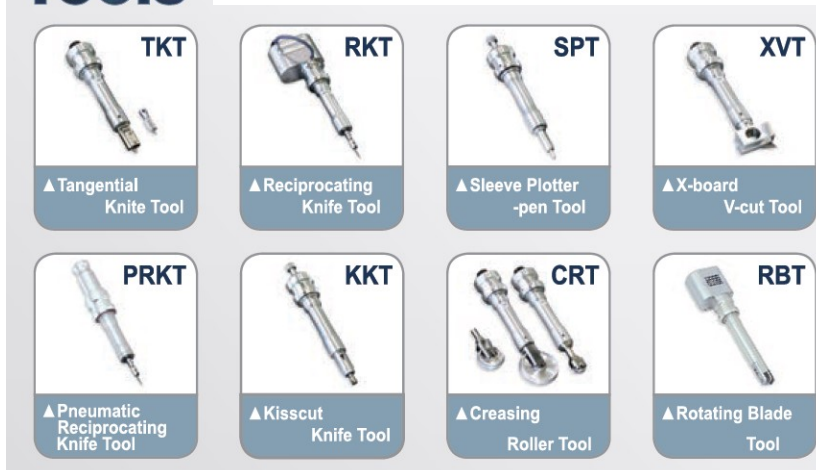 TKT
▲Tangential
Knite Tool
RKT
▲Reciprocating
Knife Tool
SPT
▲Sleeve Plotter
-pen Tool
XVT
▲X-board
V-cut Tool
PRKT
▲Pneumatic
Reciprocating
Knife Tool
KKT
▲Kisscut
Knife Tool
CRT
▲Creasing
Roller Tool
RBT
▲Rotating Blade
Tool